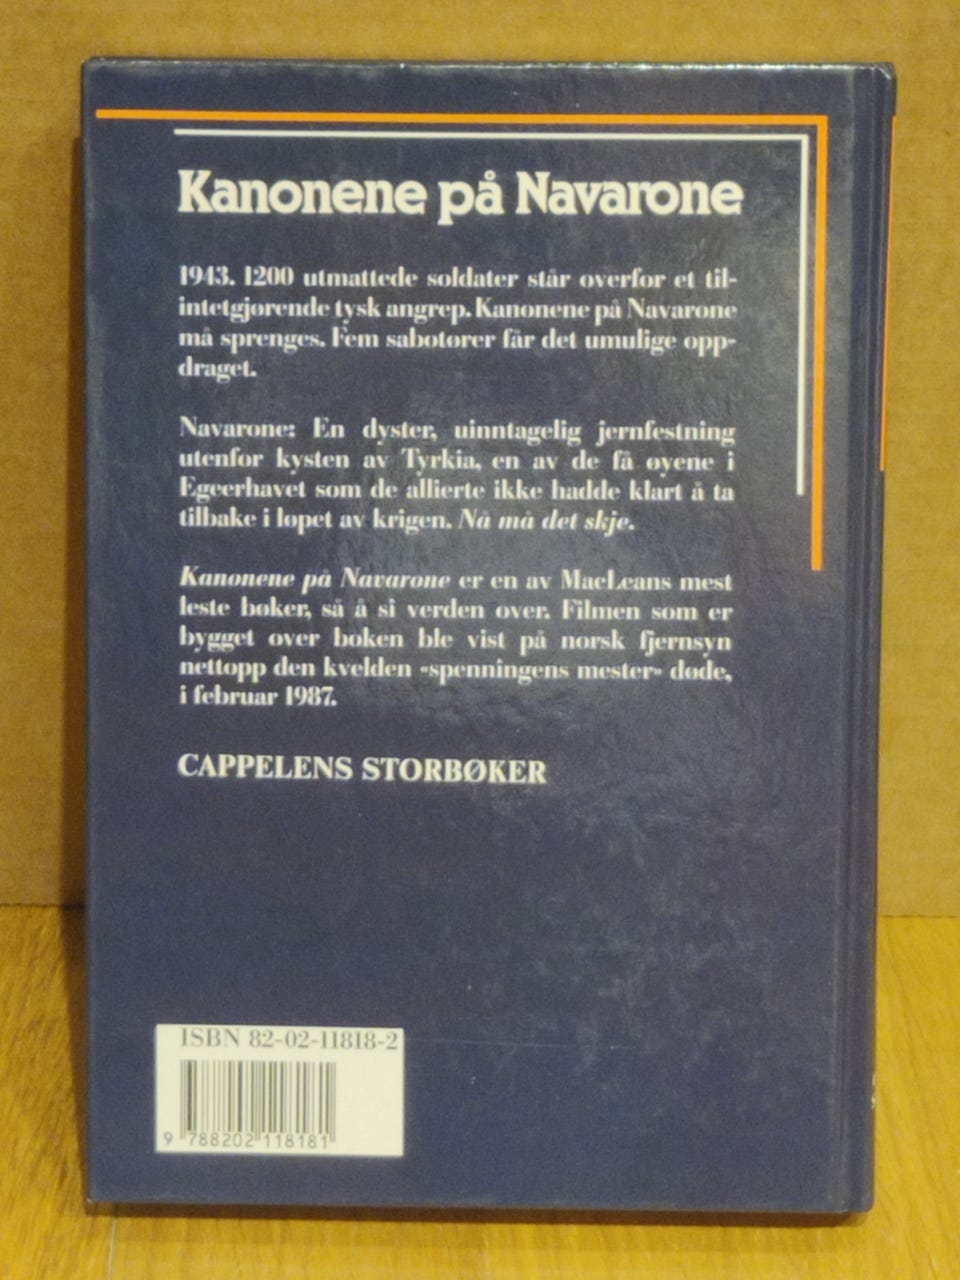 Kanonene på Navarone
1943. 1200 utmattede soldater står overfor et til-
intetgjørende tysk angrep. Kanonene på Navarone
må sprenges. Fem sabotører får det umulige opp-
draget.
Navarone: En dyster, uinntagelig jernfestning
utenfor kysten av Tyrkia, en av de få øyene i
Egeerhavet som de allierte ikke hadde klart å ta
tilbake i løpet av krigen. Nå må det skje.
Kanonene på Navarone er en av MacLeans mest
leste bøker, så å si verden over. Filmen som er
bygget over boken ble vist på norsk fjernsyn
nettopp den kvelden «spenningens mester» døde,
i februar 1987.
CAPPELENS STORBØKER
ISBN 82-02-11818-2
9 788202 118181